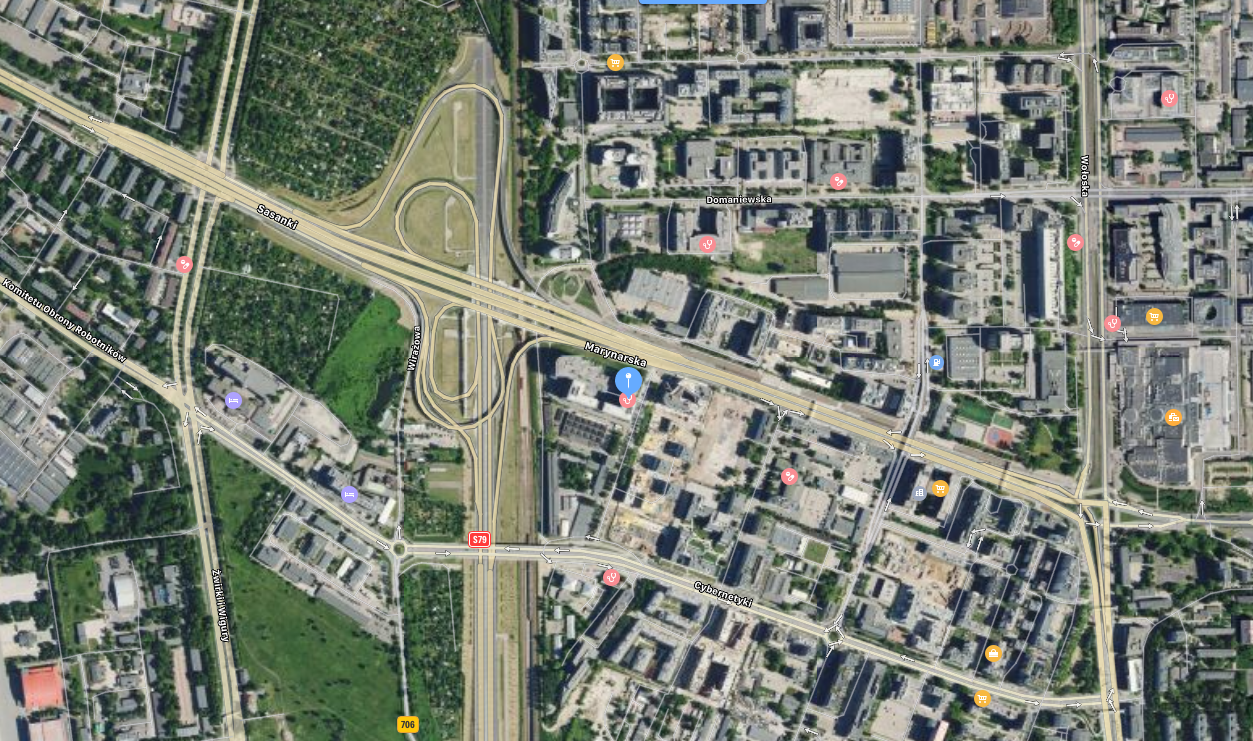 Domaniewska
Wołoska
Sasanki
Komitetu Obrony Robotników
Wirażowa
Marynarska
S79
Żwirki i Wigury
Cybernetyki
706